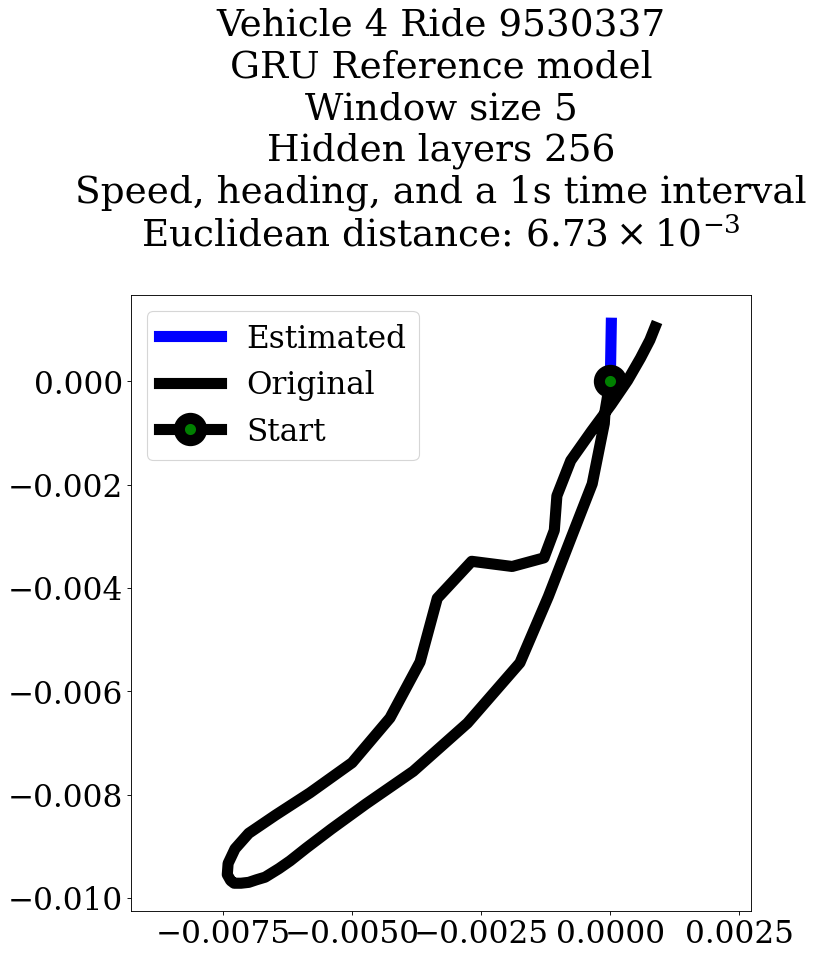 Vehicle 4 Ride 9530337
GRU Reference model
Window size 5
Hidden layers 256
Speed, heading, and a 1s time interval
Euclidean distance: 6.73 × 10⁻³
Estimated
Original
Start
0.000
−0.002
−0.004
−0.006
−0.008
−0.010
−0.0075 −0.0050 −0.0025 0.0000 0.0025